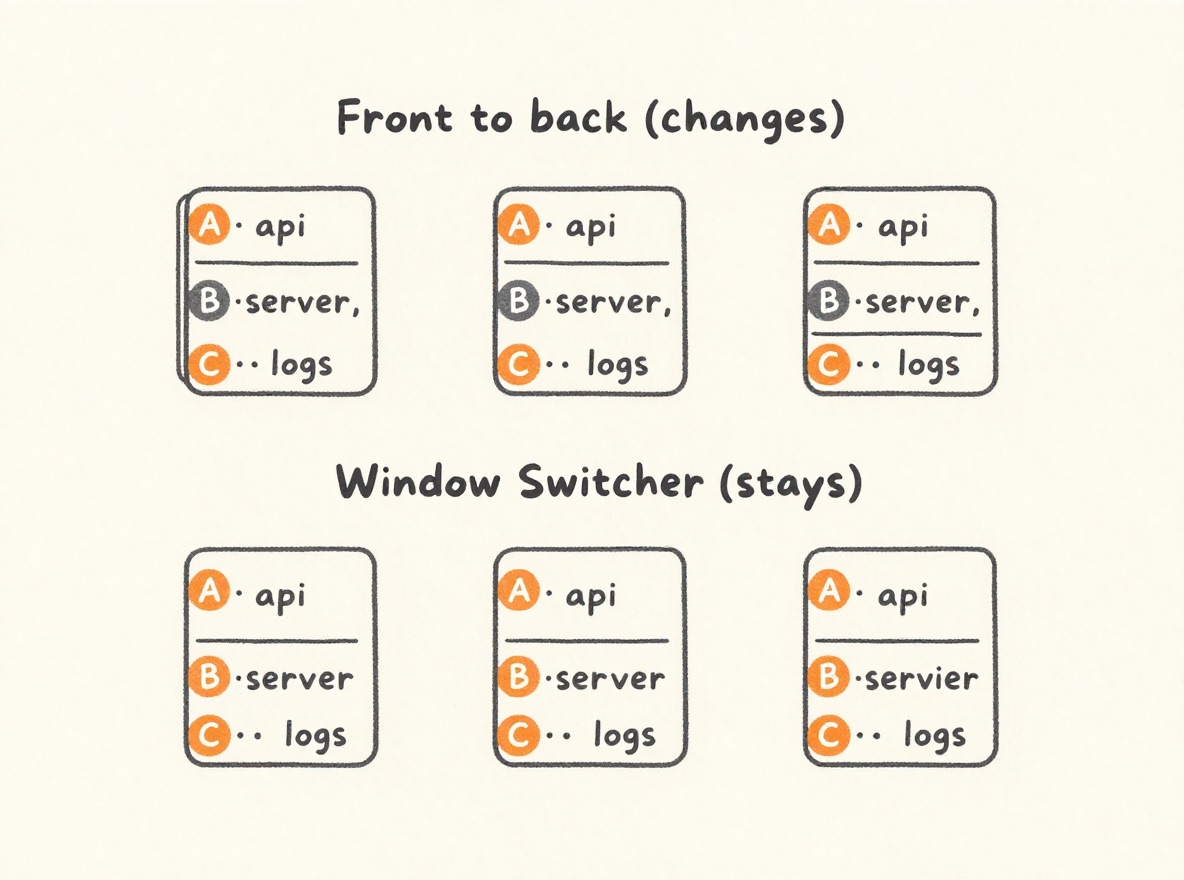 Front to back (changes)
A · api
B ·server,
C ·· logs
A · api
B ·server,
C ·· logs
A · api
B ·server,
C ·· logs
Window Switcher (stays)
A · api
B ·server
C ·· logs
A · api
B ·server
C ·· logs
A · api
B ·servier
C ·· logs